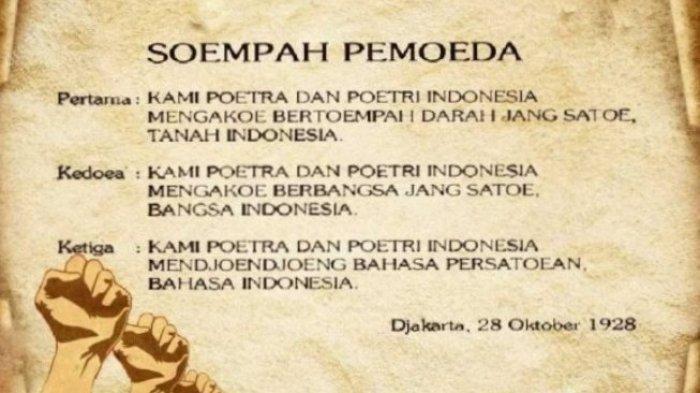 SOEMPAH PEMOEDA
Pertama : KAMI POETRA DAN POETRI INDONESIA
MENGAKOE BERTOEMPAH DARAH JANG SATOE,
TANAH INDONESIA.
Kedoea : KAMI POETRA DAN POETRI INDONESIA
MENGAKOE BERBANGSA JANG SATOE,
BANGSA INDONESIA.
Ketiga : KAMI POETRA DAN POETRI INDONESIA
MENDJOENDJOENG BAHASA PERSATOEAN,
BAHASA INDONESIA.
Djakarta, 28 Oktober 1928